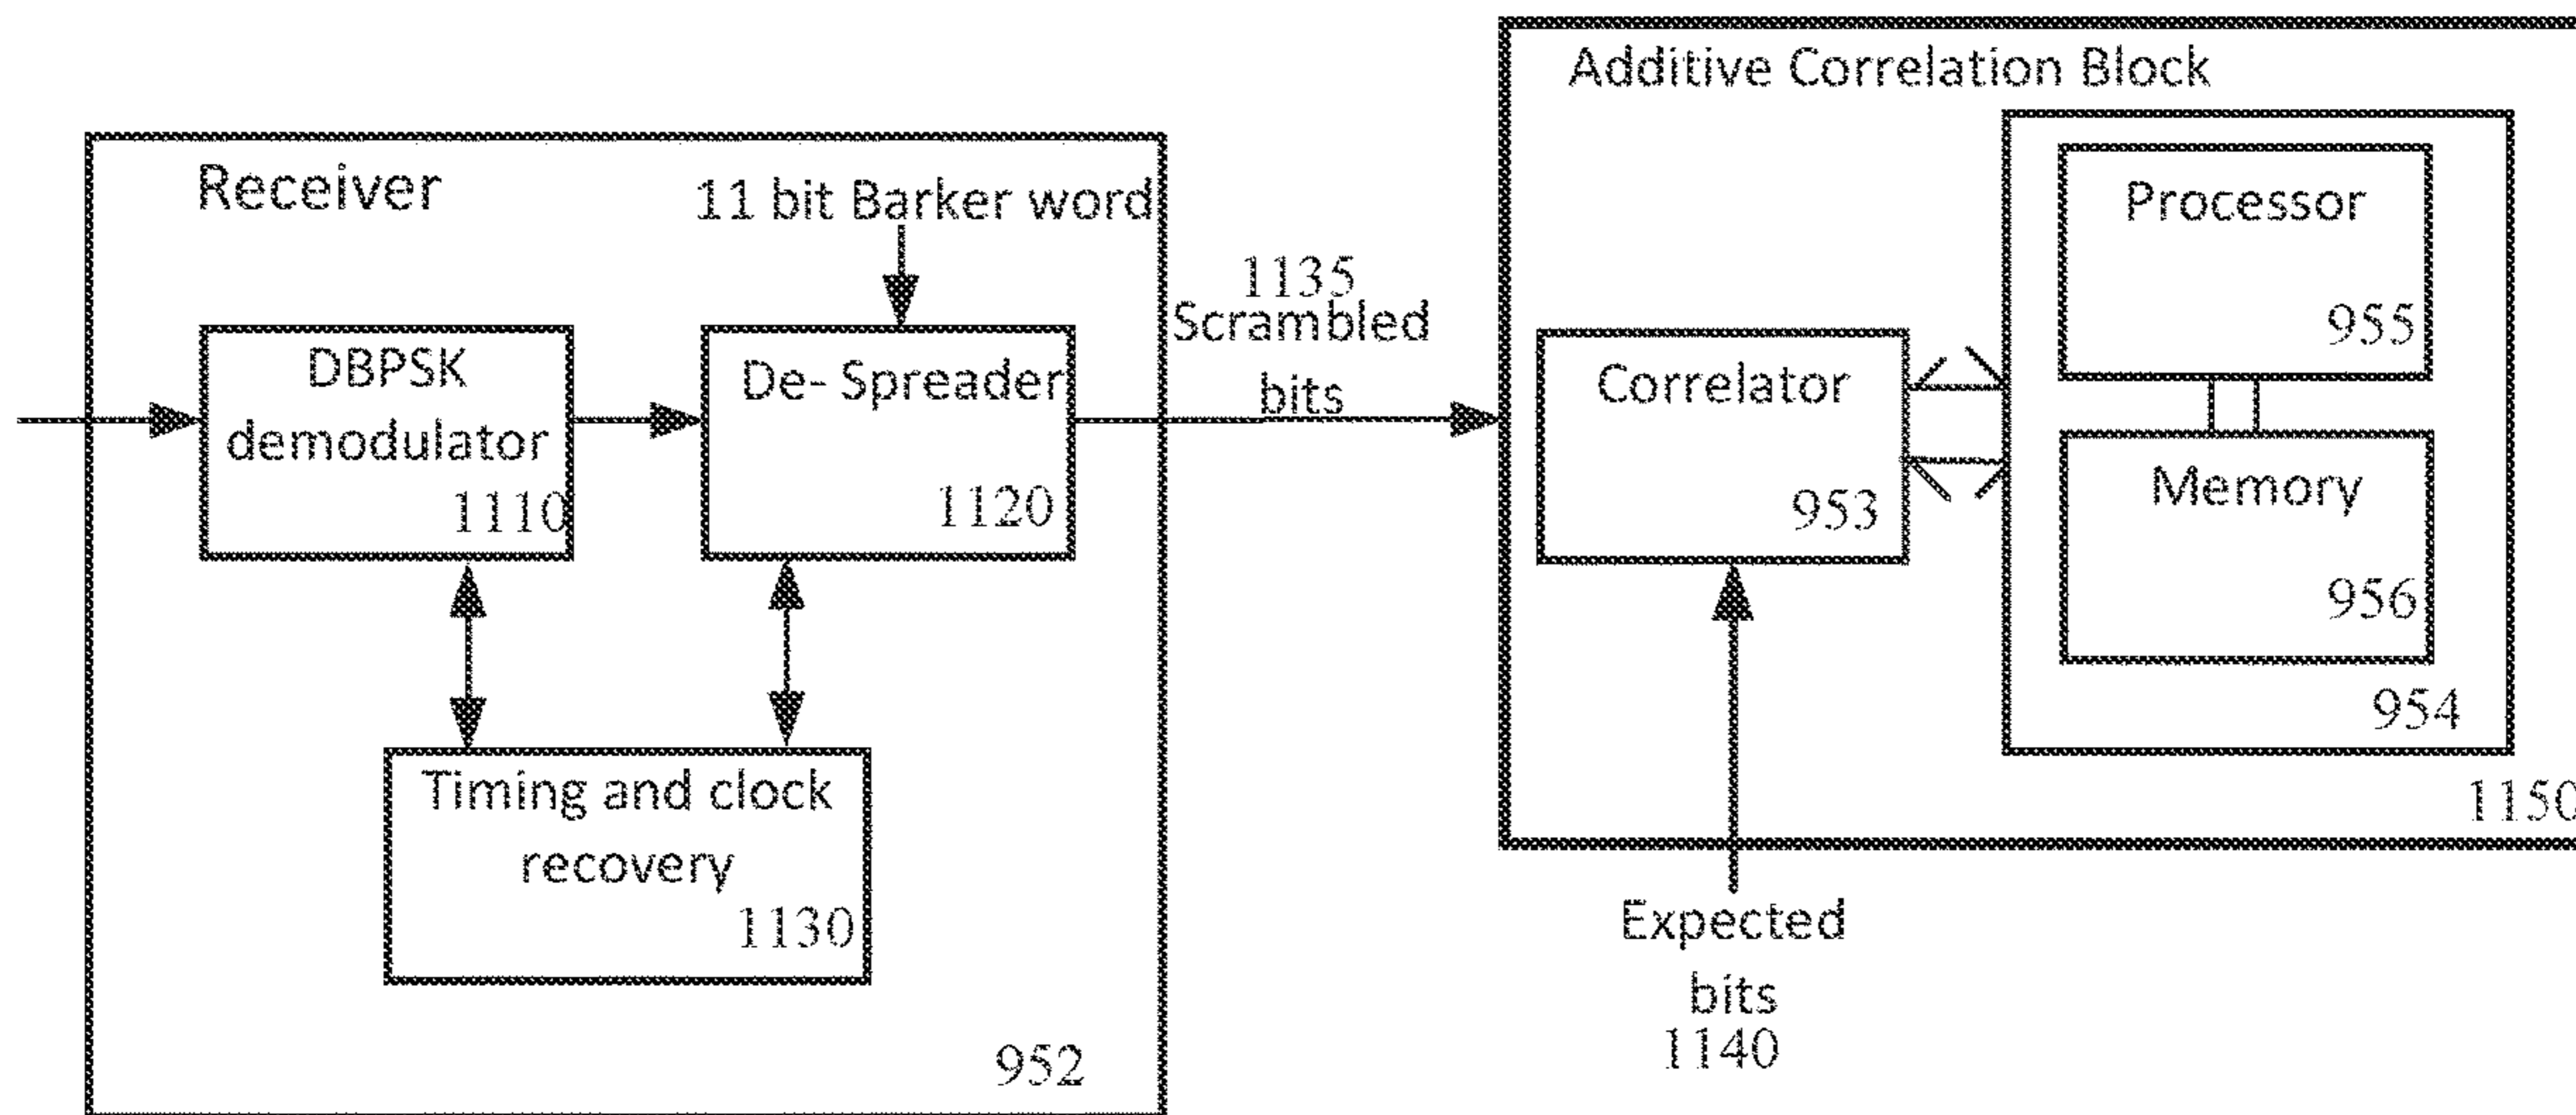 Receiver
11 bit Barker word
DBPSK
demodulator
1110
De- Spreader
1120
Timing and clock
recovery
1130
952
1135
Scrambled
bits
Additive Correlation Block
Correlator
953
Processor
955
Memory
956
954
1150
Expected
bits
1140